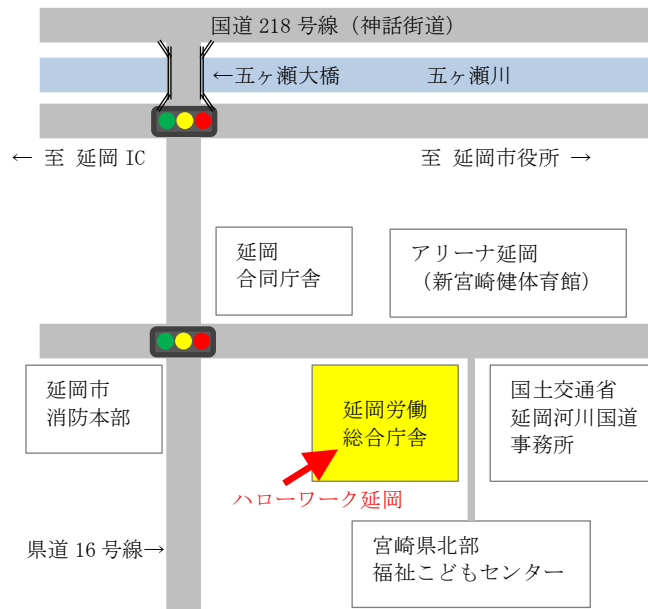 国道 218 号線（神話街道）
←五ヶ瀬大橋
五ヶ瀬川
← 至 延岡 IC
至 延岡市役所 →
延岡
合同庁舎
アリーナ延岡
（新宮崎健体育館）
延岡市
消防本部
延岡労働
総合庁舎
国土交通省
延岡河川国道
事務所
ハローワーク延岡
県道 16 号線→
宮崎県北部
福祉こどもセンター